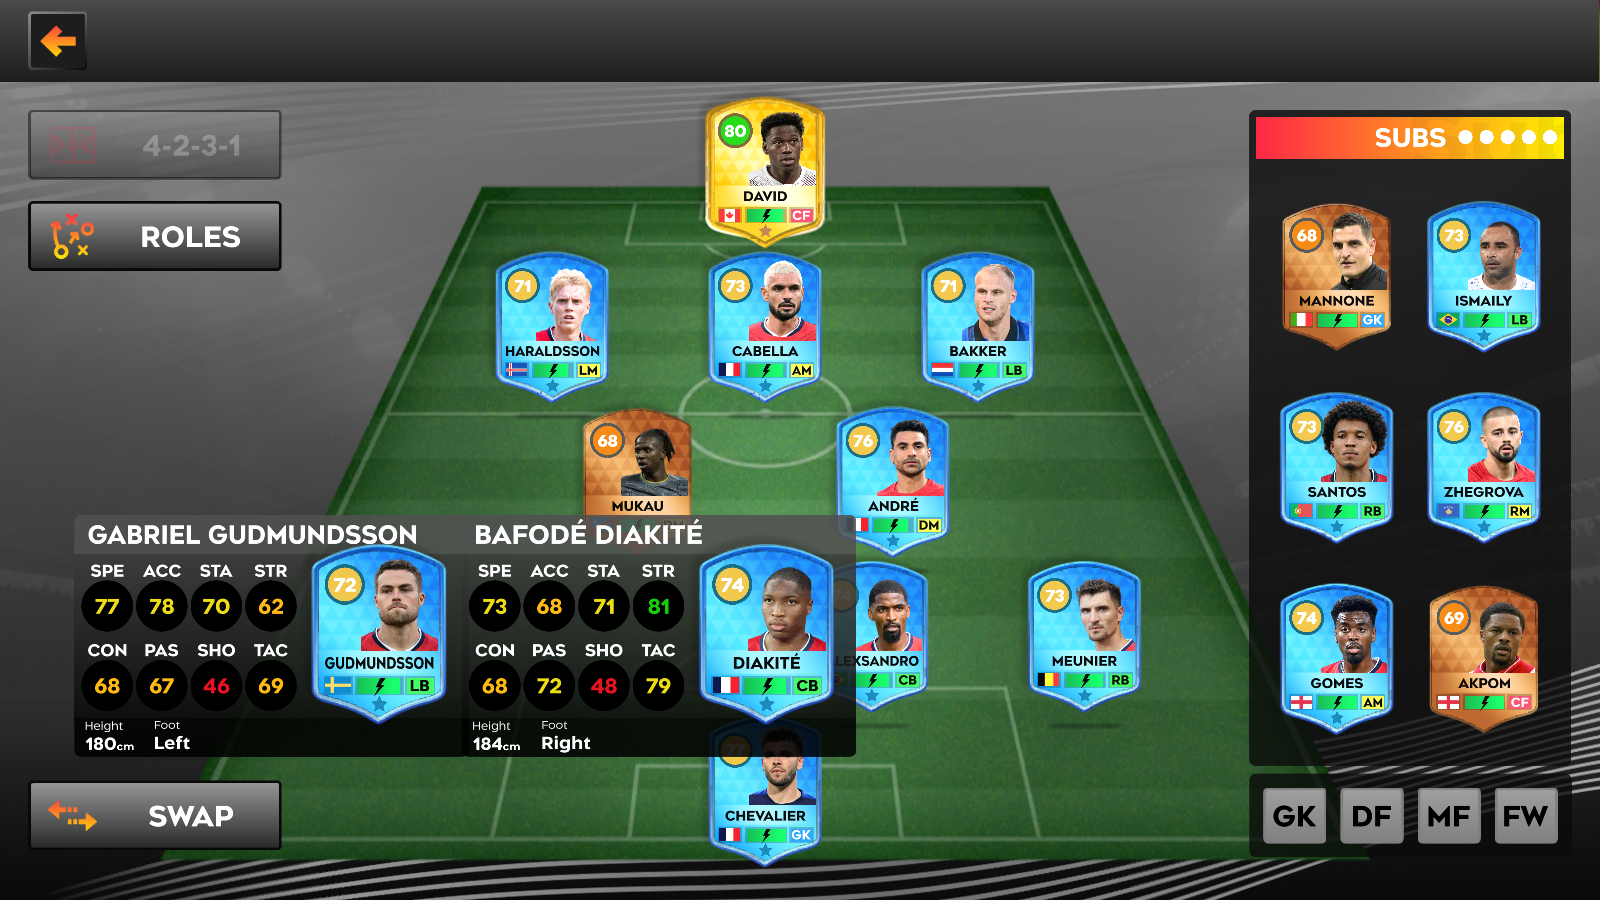 4-2-3-1
ROLES
80
DAVID
CF
71
HARALDSSON
LM
73
CABELLA
AM
71
BAKKER
LB
68
MUKAU
76
ANDRÉ
DM
GABRIEL GUDMUNDSSON
SPE ACC STA STR
77 78 70 62
CON PAS SHO TAC
68 67 46 69
Height Foot
180cm Left
72
GUDMUNDSSON
LB
BAFODÉ DIAKITÉ
SPE ACC STA STR
73 68 71 81
CON PAS SHO TAC
68 72 48 79
Height Foot
184cm Right
74
DIAKITÉ
CB
74
LEXSANDRO
CB
73
MEUNIER
RB
77
CHEVALIER
GK
SWAP
SUBS
68
MANNONE
GK
73
ISMAILY
LB
73
SANTOS
RB
76
ZHEGROVA
RM
74
GOMES
AM
69
AKPOM
CF
GK DF MF FW